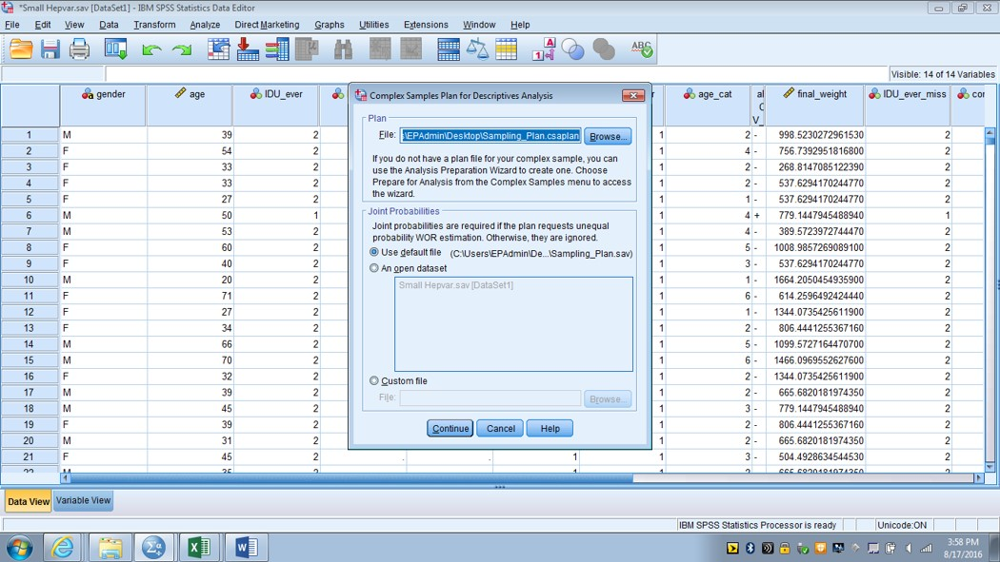 *Small Hepvar.sav [DataSet1] - IBM SPSS Statistics Data Editor
File Edit View Data Transform Analyze Direct Marketing Graphs Utilities Extensions Window Help
Visible: 14 of 14 Variables
gender age IDU_ever age_cat final_weight IDU_ever_miss
1 M 39 2 1 2 - 998.5230272961530 2
2 F 54 2 1 4 - 756.7392951816800 2
3 F 33 2 1 2 - 268.8147085122390 2
4 F 33 2 1 2 - 537.6294170244770 2
5 F 27 2 1 1 - 537.6294170244770 2
6 M 50 1 1 4 + 779.1447945488940 1
7 M 53 2 1 4 - 389.5723972744470 2
8 F 60 2 1 5 - 1008.9857269089100 2
9 F 40 2 1 3 - 537.6294170244770 2
10 M 20 2 1 1 - 1664.2050454935900 2
11 F 71 2 1 6 - 614.2596492424440 2
12 F 27 2 1 1 - 1344.0735425611900 2
13 F 34 2 1 2 - 806.4441255367160 2
14 M 66 2 1 5 - 1099.5727164470700 2
15 M 70 2 1 6 - 1466.0969552627600 2
16 F 32 2 1 2 - 1344.0735425611900 2
17 M 39 2 1 2 - 665.6820181974350 2
18 M 45 2 1 3 - 779.1447945488940 2
19 F 39 2 1 2 - 806.4441255367160 2
20 M 31 2 1 2 - 665.6820181974350 2
21 F 45 2 . . 1 1 3 - 504.4928634544530 2
Complex Samples Plan for Descriptives Analysis
Plan
File: \EPAdmin\Desktop\Sampling_Plan.csaplan Browse...
If you do not have a plan file for your complex sample, you can
use the Analysis Preparation Wizard to create one. Choose
Prepare for Analysis from the Complex Samples menu to access
the wizard.
Joint Probabilities
Joint probabilities are required if the plan requests unequal
probability WOR estimation. Otherwise, they are ignored.
Use default file (C:\Users\EPAdmin\De...\Sampling_Plan.sav)
An open dataset
Small Hepvar.sav [DataSet1]
Custom file
File: Browse...
Continue Cancel Help
Data View Variable View
IBM SPSS Statistics Processor is ready Unicode:ON
3:58 PM
8/17/2016